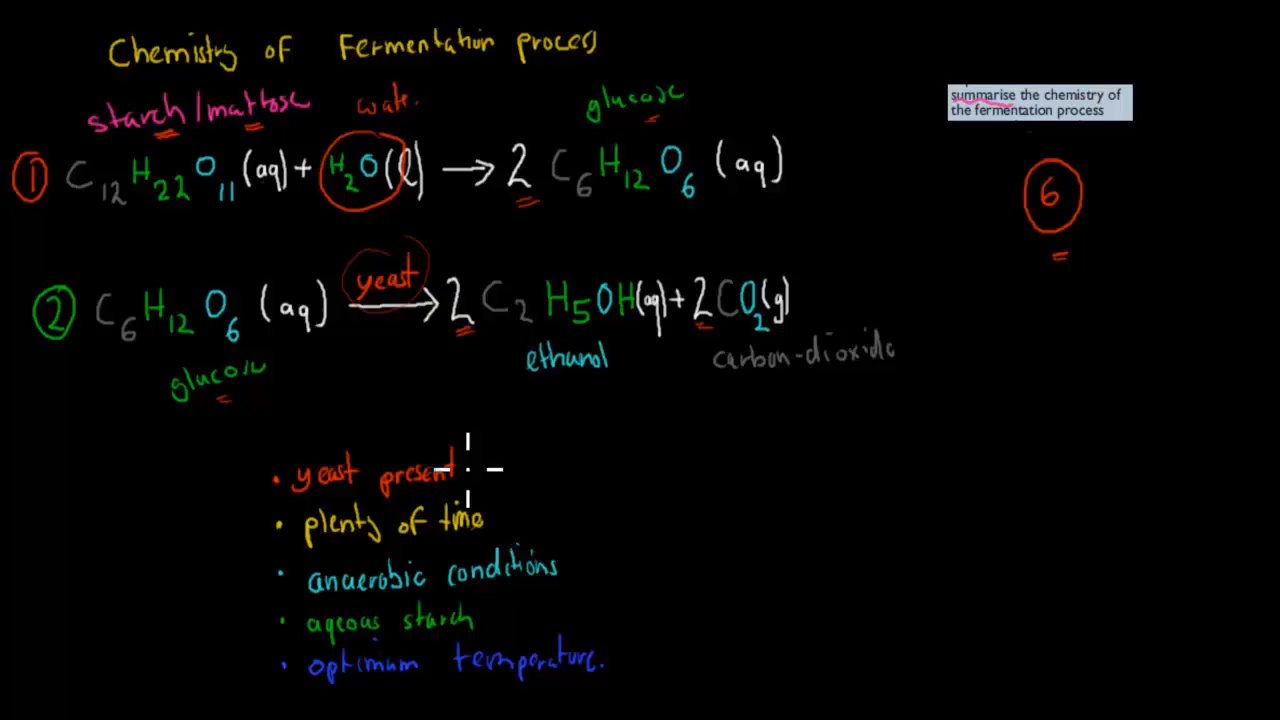 Chemistry of Fermentation process
summarise the chemistry of
the fermentation process
starch/maltose water glucose
1 C12H22O11 (aq) + H2O(l) → 2 C6H12O6 (aq)
6
yeast
2 C6H12O6 (aq) → 2 C2H5OH(aq) + 2CO2(g)
glucose ethanol carbon-dioxide
• yeast present
• plenty of time
• anaerobic conditions
• aqeous starch
• optimum temperature.